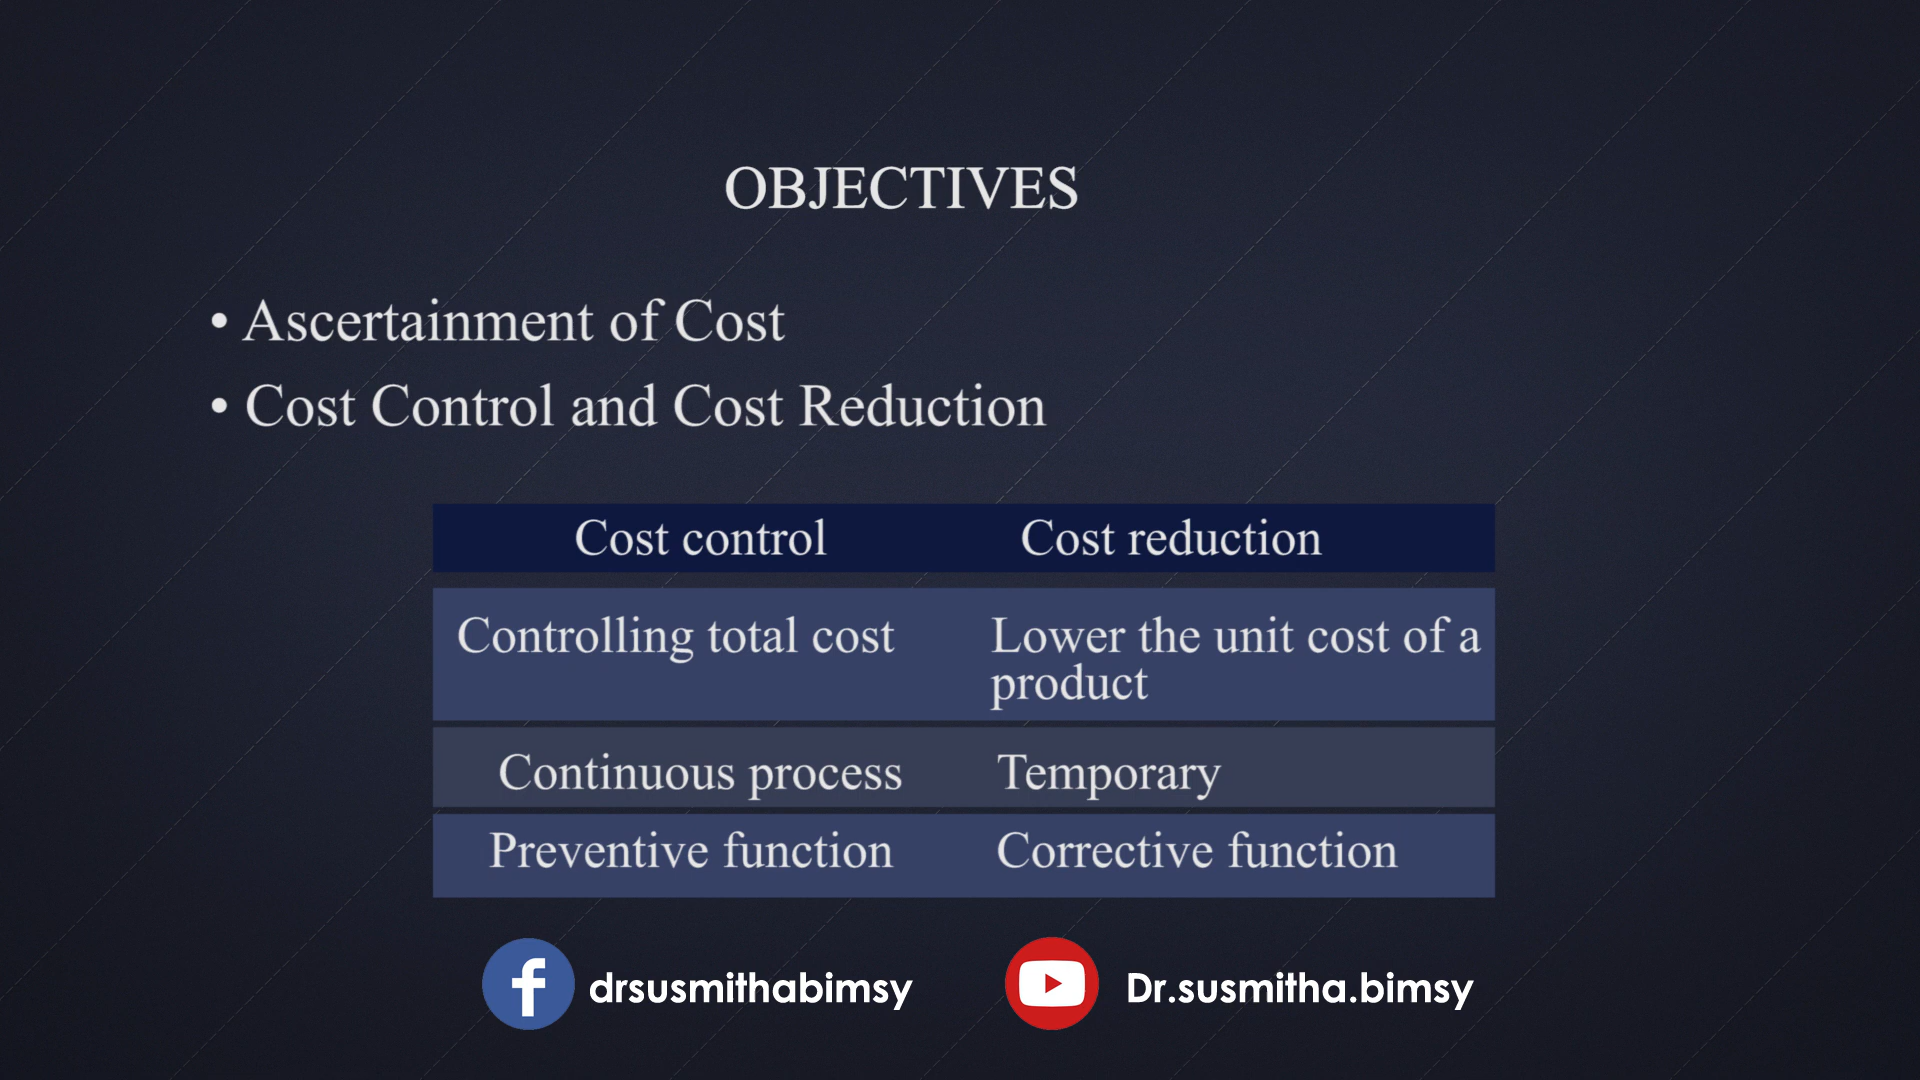 OBJECTIVES
• Ascertainment of Cost
• Cost Control and Cost Reduction
Cost control Cost reduction
Controlling total cost Lower the unit cost of a
product
Continuous process Temporary
Preventive function Corrective function
drsusmithabimsy Dr.susmitha.bimsy